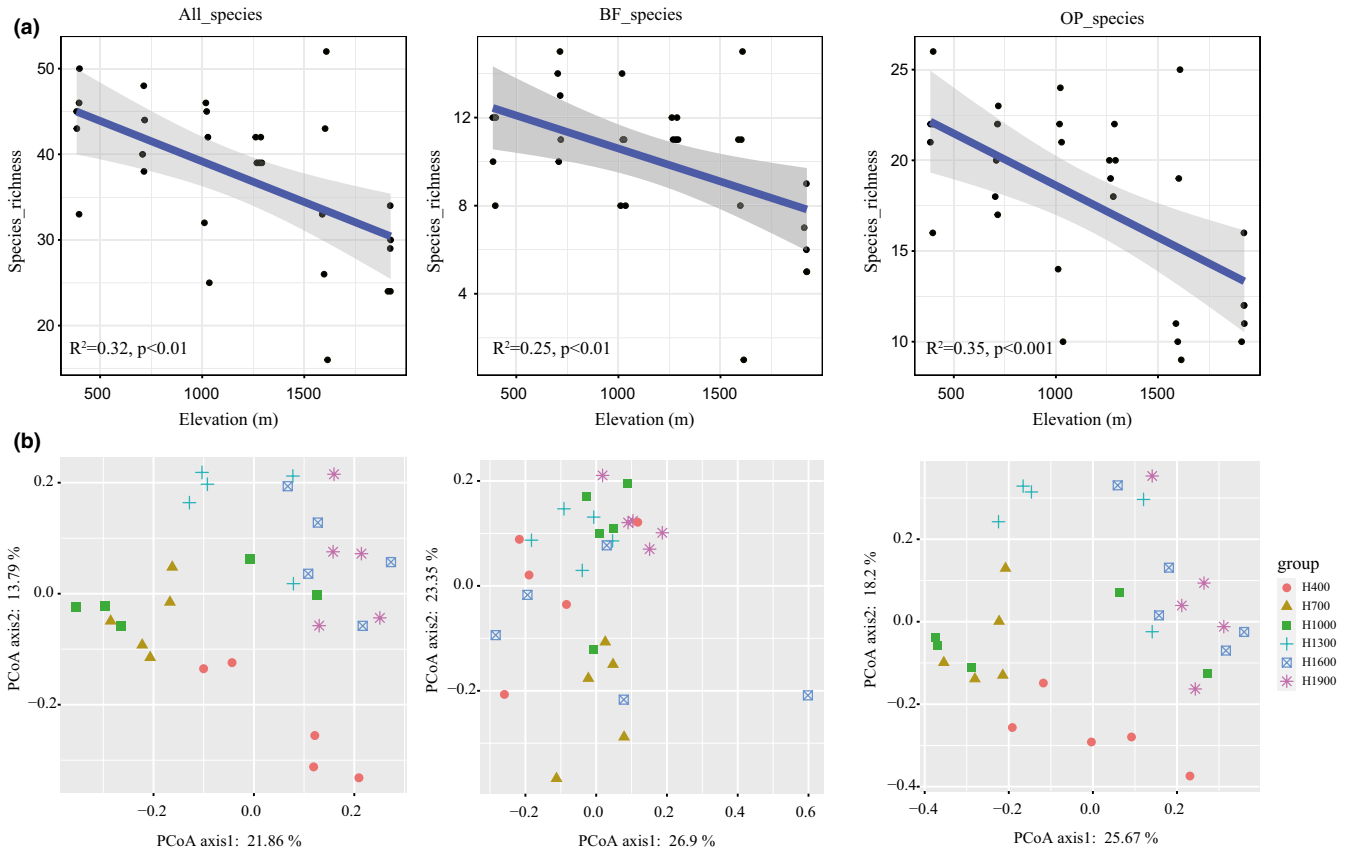 (a)
All_species
BF_species
OP_species
Species_richness
50
40
30
20
R²=0.32, p<0.01
500
1000
1500
Elevation (m)
Species_richness
12
8
4
R²=0.25, p<0.01
500
1000
1500
Elevation (m)
Species_richness
25
20
15
10
R²=0.35, p<0.001
500
1000
1500
Elevation (m)
(b)
PCoA axis2: 13.79 %
0.2
0.0
−0.2
−0.2
0.0
0.2
PCoA axis1: 21.86 %
PCoA axis2: 23.35 %
0.2
0.0
−0.2
−0.2
0.0
0.2
0.4
0.6
PCoA axis1: 26.9 %
PCoA axis2: 18.2 %
0.2
0.0
−0.2
−0.4
−0.4
−0.2
0.0
0.2
PCoA axis1: 25.67 %
group
H400
H700
H1000
H1300
H1600
H1900